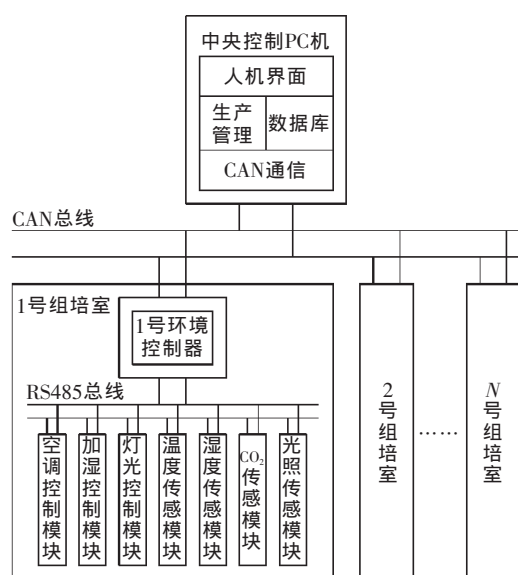 中央控制PC机
人机界面
生产
管理
数据库
CAN通信
CAN总线
1号组培室
1号环境
控制器
RS485总线
空调控制模块
加湿控制模块
灯光控制模块
温度传感模块
湿度传感模块
CO₂传感模块
光照传感模块
2号组培室
……
N号组培室